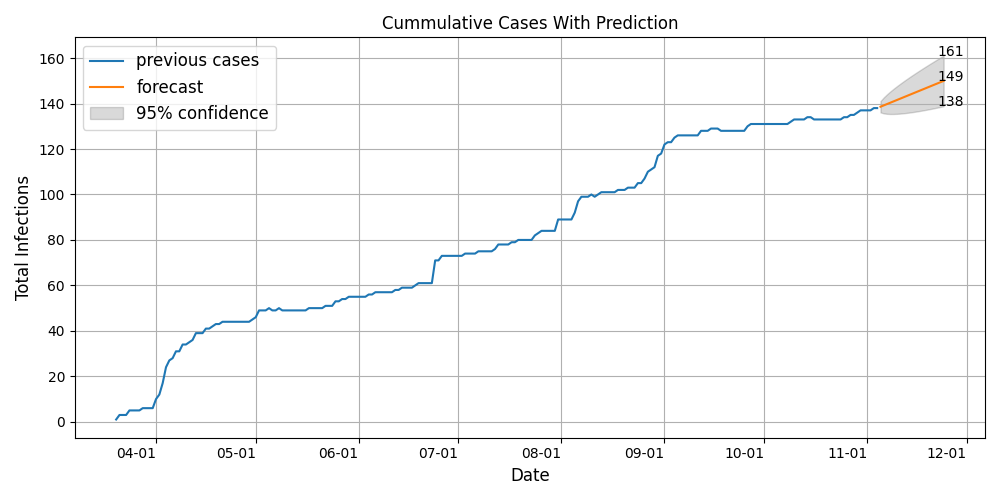 Cummulative Cases With Prediction
previous cases
forecast
95% confidence
161
149
138
Total Infections
160
140
120
100
80
60
40
20
0
04-01 05-01 06-01 07-01 08-01 09-01 10-01 11-01 12-01
Date